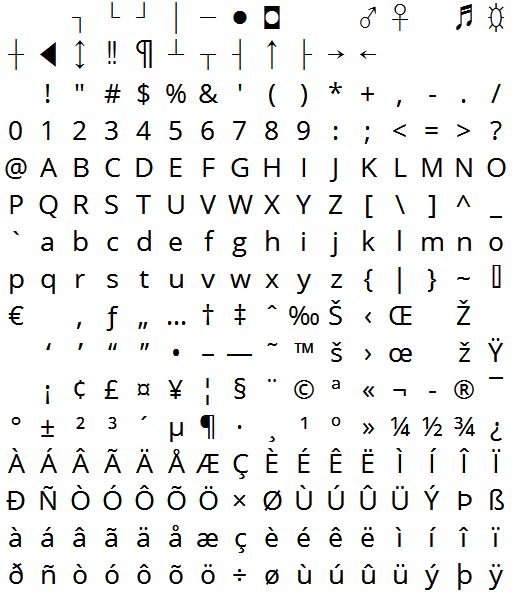 ┐ └ ┘ │ ─ ● ◘ ♂ ♀ ♬ ☼
┼ ◀ ↕ ‼ ¶ ┴ ┬ ┤ ↑ ├ → ←
! " # $ % & ' ( ) * + , - . /
0 1 2 3 4 5 6 7 8 9 : ; < = > ?
@ A B C D E F G H I J K L M N O
P Q R S T U V W X Y Z [ \ ] ^ _
` a b c d e f g h i j k l m n o
p q r s t u v w x y z { | } ~ ▯
€ ‚ ƒ „ … † ‡ ˆ ‰ Š ‹ Œ Ž
‘ ’ “ ” • – — ˜ ™ š › œ ž Ÿ
¡ ¢ £ ¤ ¥ ¦ § ¨ © ª « ¬ - ® ¯
° ± ² ³ ´ µ ¶ · ¸ ¹ º » ¼ ½ ¾ ¿
À Á Â Ã Ä Å Æ Ç È É Ê Ë Ì Í Î Ï
Ð Ñ Ò Ó Ô Õ Ö × Ø Ù Ú Û Ü Ý Þ ß
à á â ã ä å æ ç è é ê ë ì í î ï
ð ñ ò ó ô õ ö ÷ ø ù ú û ü ý þ ÿ